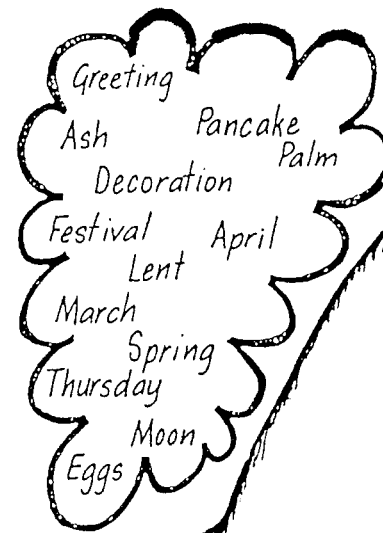 Greeting
Ash
Pancake
Palm
Decoration
Festival
April
Lent
March
Spring
Thursday
Moon
Eggs